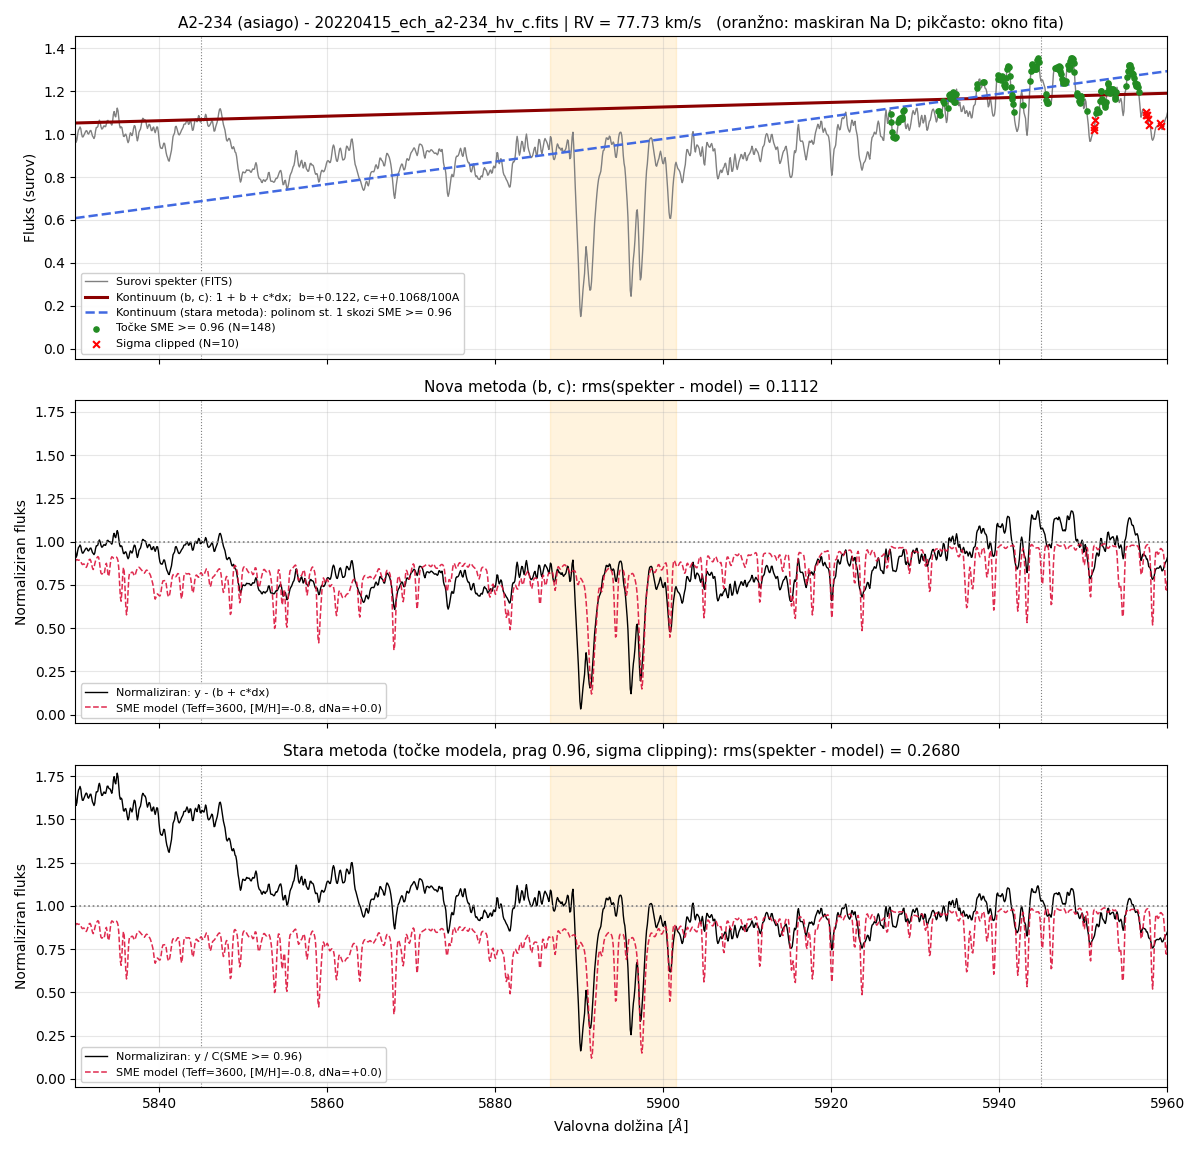 A2-234 (asiago) - 20220415_ech_a2-234_hv_c.fits | RV = 77.73 km/s   (oranžno: maskiran Na D; pikčasto: okno fita)
1.4
1.2
1.0
0.8
0.6
0.4
0.2
0.0
Fluks (surov)
Surovi spekter (FITS)
Kontinuum (b, c): 1 + b + c*dx;  b=+0.122, c=+0.1068/100A
Kontinuum (stara metoda): polinom st. 1 skozi SME >= 0.96
Točke SME >= 0.96 (N=148)
Sigma clipped (N=10)
Nova metoda (b, c): rms(spekter - model) = 0.1112
1.75
1.50
1.25
1.00
0.75
0.50
0.25
0.00
Normaliziran fluks
Normaliziran: y - (b + c*dx)
SME model (Teff=3600, [M/H]=-0.8, dNa=+0.0)
Stara metoda (točke modela, prag 0.96, sigma clipping): rms(spekter - model) = 0.2680
1.75
1.50
1.25
1.00
0.75
0.50
0.25
0.00
Normaliziran fluks
Normaliziran: y / C(SME >= 0.96)
SME model (Teff=3600, [M/H]=-0.8, dNa=+0.0)
5840 5860 5880 5900 5920 5940 5960
Valovna dolžina [Å]